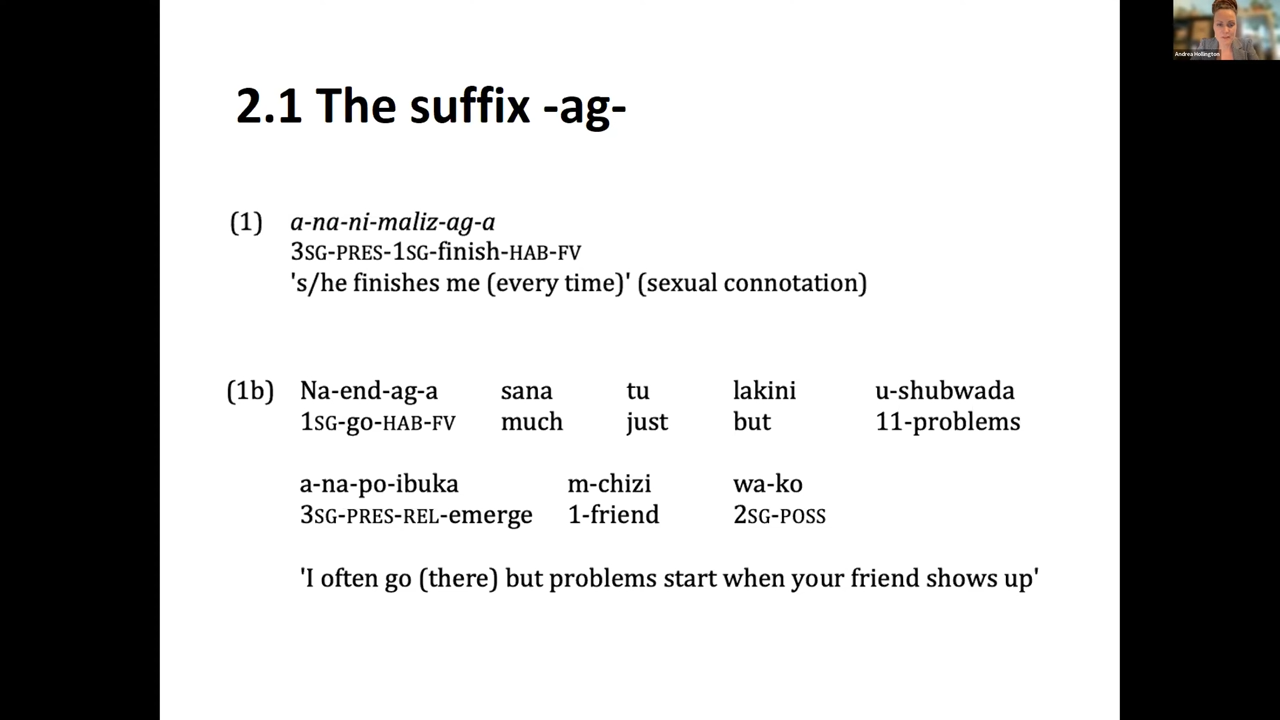 Andrea Hollington
2.1 The suffix -ag-
(1) a-na-ni-maliz-ag-a
3SG-PRES-1SG-finish-HAB-FV
's/he finishes me (every time)' (sexual connotation)
(1b) Na-end-ag-a sana tu lakini u-shubwada
1SG-go-HAB-FV much just but 11-problems
a-na-po-ibuka m-chizi wa-ko
3SG-PRES-REL-emerge 1-friend 2SG-POSS
'I often go (there) but problems start when your friend shows up'